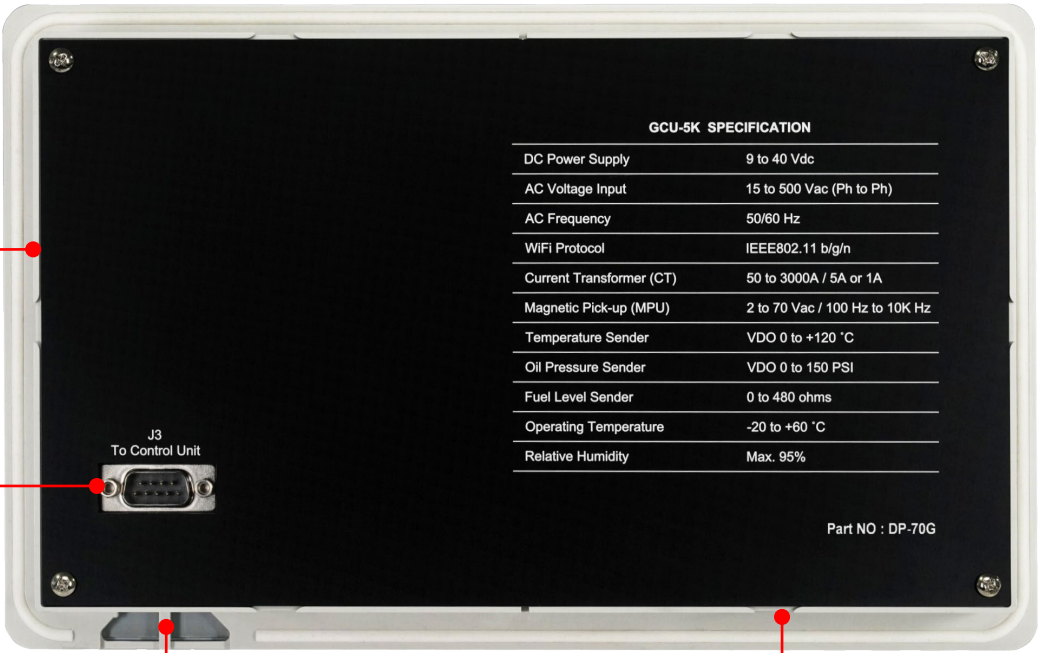 GCU-5K SPECIFICATION
DC Power Supply 9 to 40 Vdc
AC Voltage Input 15 to 500 Vac (Ph to Ph)
AC Frequency 50/60 Hz
WiFi Protocol IEEE802.11 b/g/n
Current Transformer (CT) 50 to 3000A / 5A or 1A
Magnetic Pick-up (MPU) 2 to 70 Vac / 100 Hz to 10K Hz
Temperature Sender VDO 0 to +120 ˚C
Oil Pressure Sender VDO 0 to 150 PSI
Fuel Level Sender 0 to 480 ohms
Operating Temperature -20 to +60 ˚C
Relative Humidity Max. 95%
J3
To Control Unit
Part NO : DP-70G